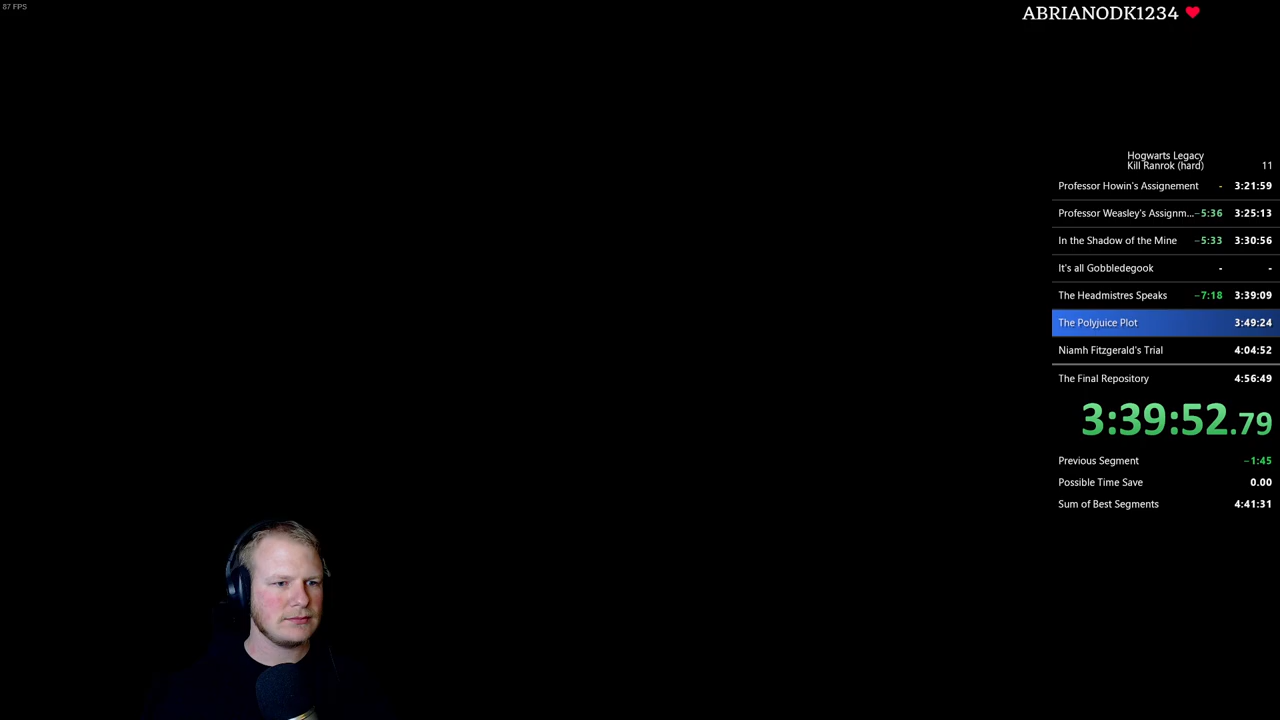 87 FPS
ABRIANODK1234 ❤
Hogwarts Legacy
Kill Ranrok (hard) 11
Professor Howin's Assignement - 3:21:59
Professor Weasley's Assignm... −5:36 3:25:13
In the Shadow of the Mine −5:33 3:30:56
It's all Gobbledegook - -
The Headmistres Speaks −7:18 3:39:09
The Polyjuice Plot 3:49:24
Niamh Fitzgerald's Trial 4:04:52
The Final Repository 4:56:49
3:39:52.79
Previous Segment −1:45
Possible Time Save 0.00
Sum of Best Segments 4:41:31